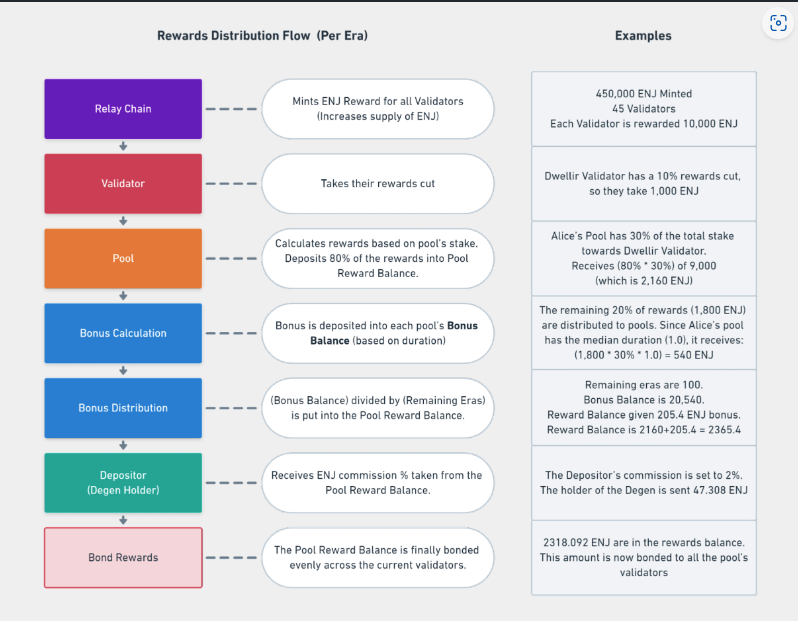 Rewards Distribution Flow (Per Era)
Examples
Relay Chain
Mints ENJ Reward for all Validators
(Increases supply of ENJ)
450,000 ENJ Minted
45 Validators
Each Validator is rewarded 10,000 ENJ
Validator
Takes their rewards cut
Dwellir Validator has a 10% rewards cut,
so they take 1,000 ENJ
Pool
Calculates rewards based on pool's stake.
Deposits 80% of the rewards into Pool
Reward Balance.
Alice's Pool has 30% of the total stake
towards Dwellir Validator.
Receives (80% * 30%) of 9,000
(which is 2,160 ENJ)
Bonus Calculation
Bonus is deposited into each pool's Bonus
Balance (based on duration)
The remaining 20% of rewards (1,800 ENJ)
are distributed to pools. Since Alice's pool
has the median duration (1.0), it receives:
(1,800 * 30% * 1.0) = 540 ENJ
Bonus Distribution
(Bonus Balance) divided by (Remaining Eras)
is put into the Pool Reward Balance.
Remaining eras are 100.
Bonus Balance is 20,540.
Reward Balance given 205.4 ENJ bonus.
Reward Balance is 2160+205.4 = 2365.4
Depositor
(Degen Holder)
Receives ENJ commission % taken from the
Pool Reward Balance.
The Depositor's commission is set to 2%.
The holder of the Degen is sent 47.308 ENJ
Bond Rewards
The Pool Reward Balance is finally bonded
evenly across the current validators.
2318.092 ENJ are in the rewards balance.
This amount is now bonded to all the pool's
validators